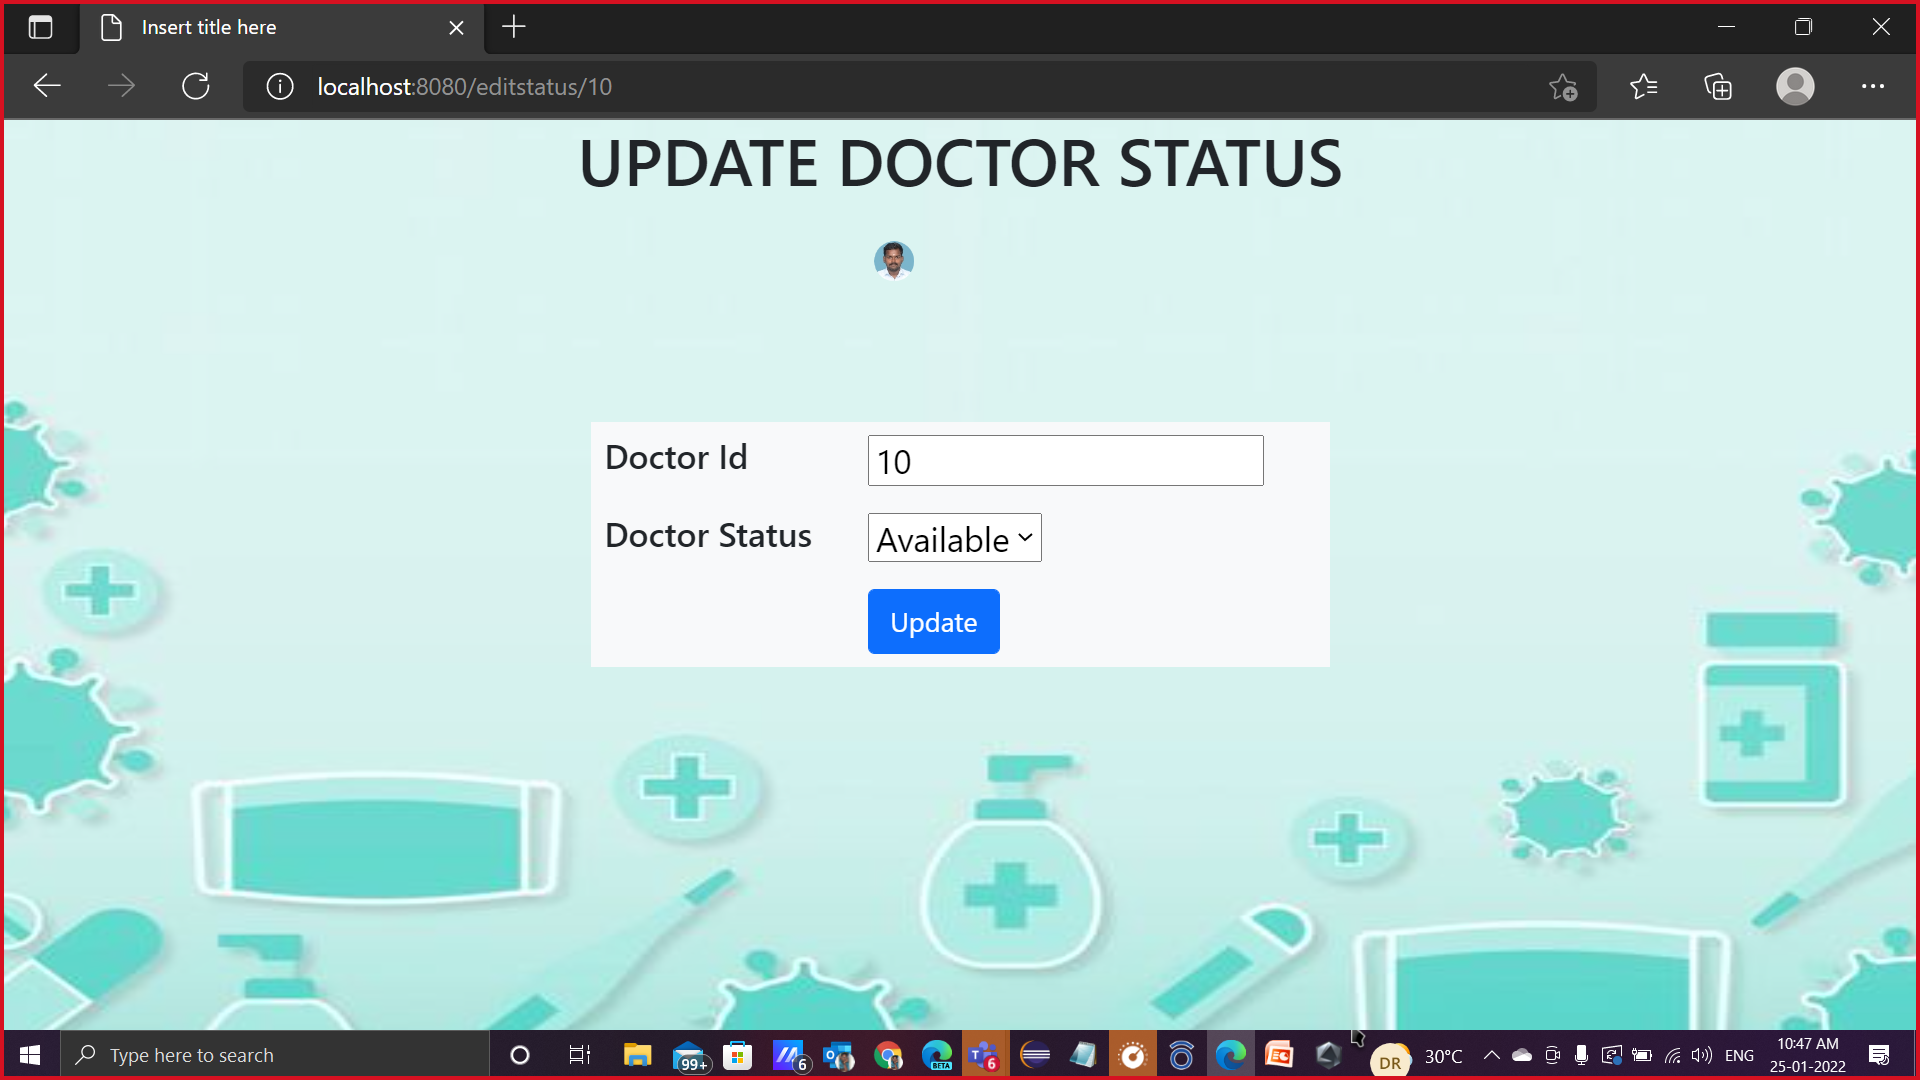 Insert title here
localhost:8080/editstatus/10
UPDATE DOCTOR STATUS
Doctor Id
10
Doctor Status
Available
Update
Type here to search
99+
6
BETA
6
DR
30°C
ENG
10:47 AM
25-01-2022